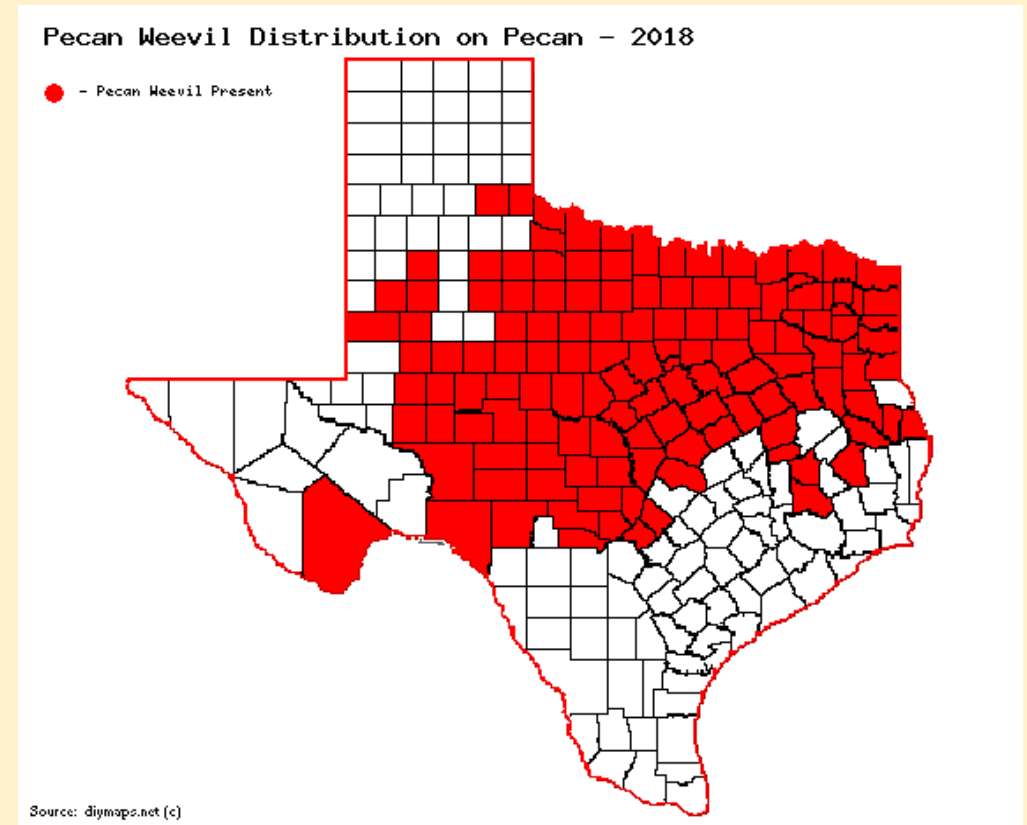 Pecan Weevil Distribution on Pecan - 2018
- Pecan Weevil Present
Source: diymaps.net (c)